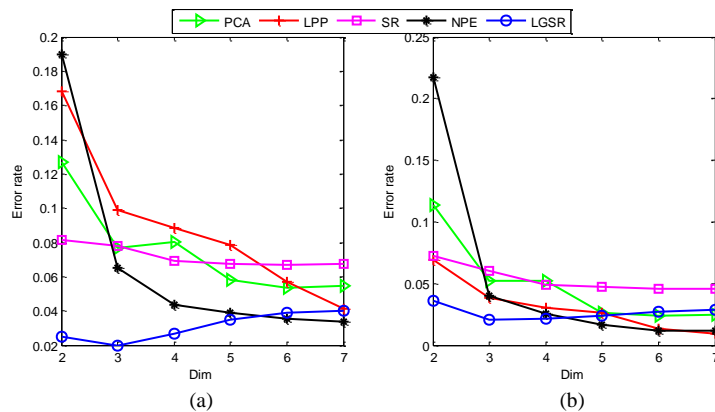 PCA LPP SR NPE LGSR
0.2
0.18
0.16
0.14
0.12
0.1
0.08
0.06
0.04
0.02
Error rate
2 3 4 5 6 7
Dim
(a)
0.25
0.2
0.15
0.1
0.05
0
Error rate
2 3 4 5 6 7
Dim
(b)